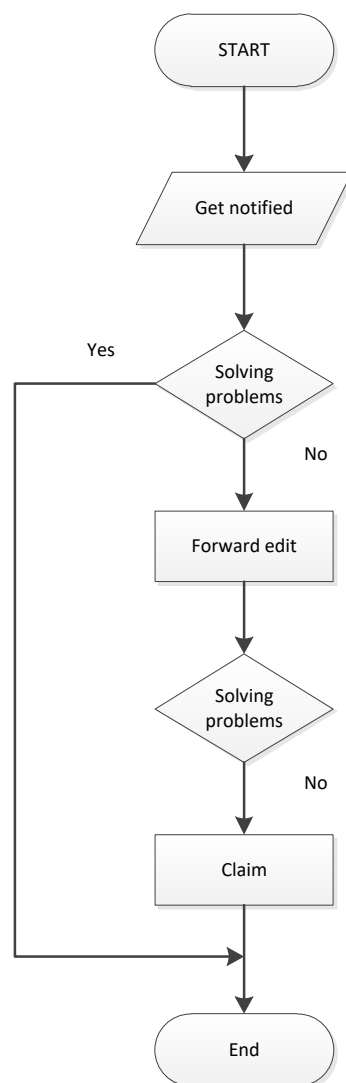 START
Get notified
Yes
Solving
problems
No
Forward edit
Solving
problems
No
Claim
End